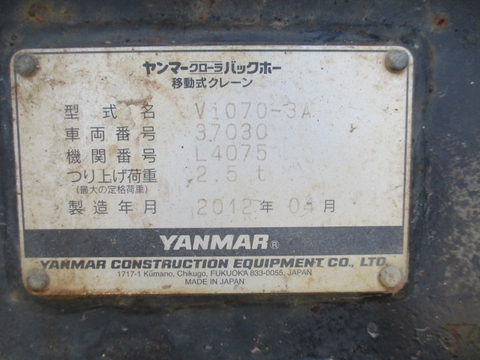 ヤンマークローラバックホー
移動式クレーン
型式名 ViO70-3A
車両番号 37030
機関番号 L4075
つり上げ荷重 2.5 t
(最大の定格荷重)
製造年月 2012年 04月
YANMAR®
YANMAR CONSTRUCTION EQUIPMENT CO., LTD.
1717-1 Kumano, Chikugo, FUKUOKA 833-0055, JAPAN
MADE IN JAPAN